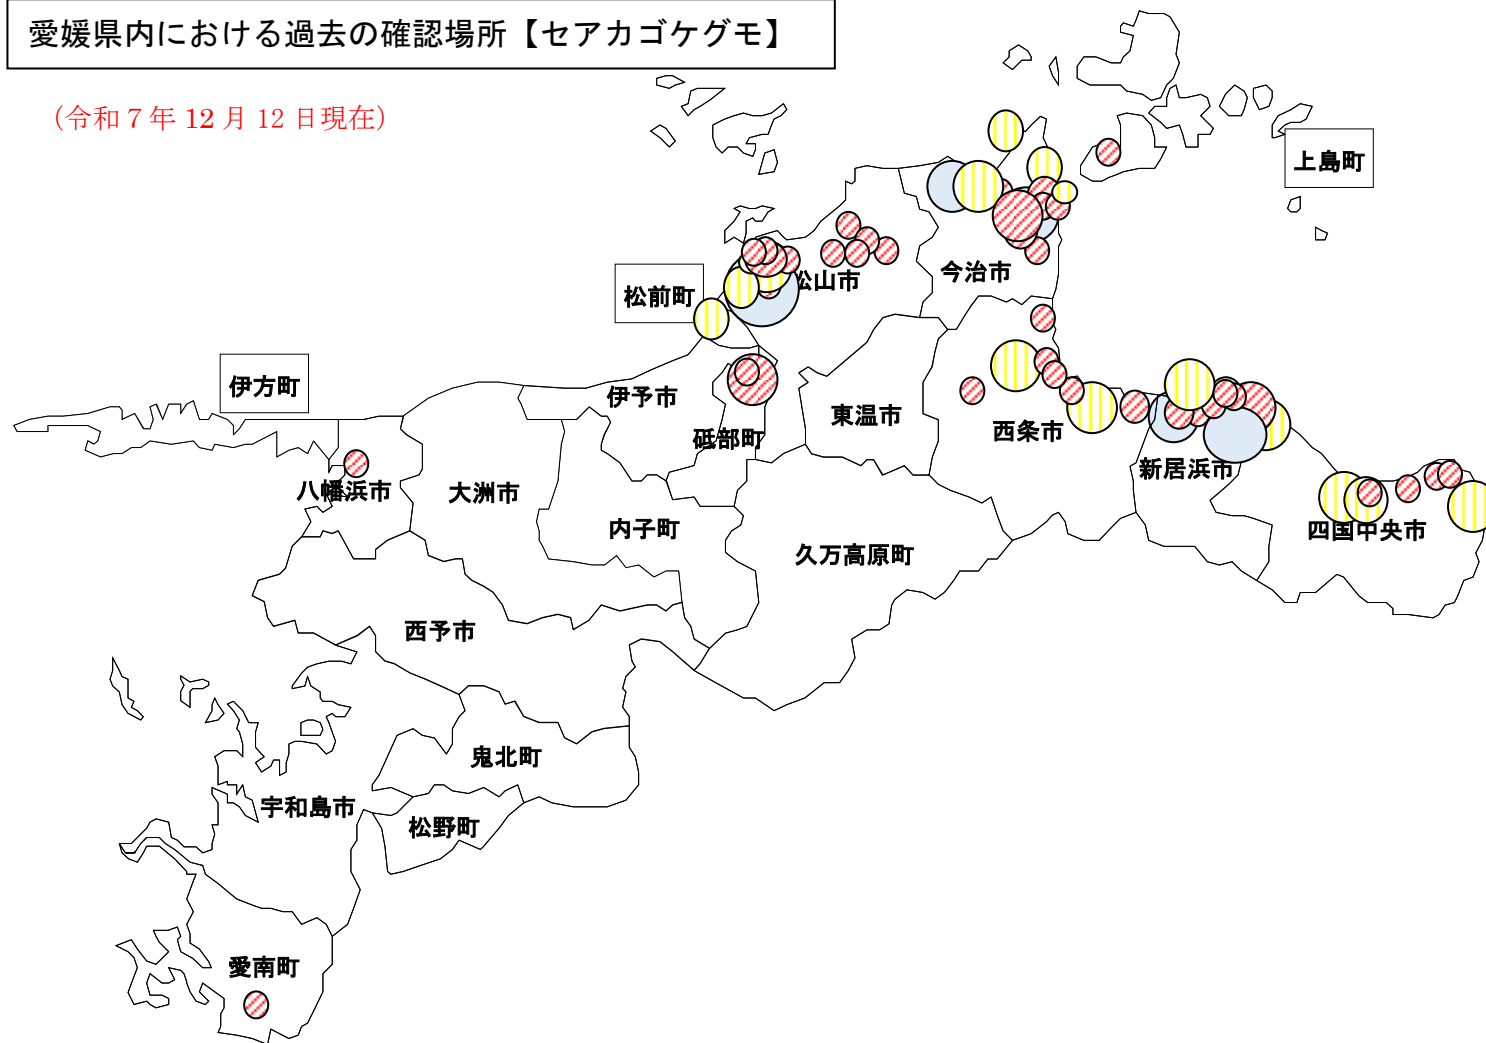 愛媛県内における過去の確認場所【セアカゴケグモ】
(令和7年12月12日現在)
上島町
今治市
松山市
松前町
伊方町
伊予市
東温市
西条市
砥部町
新居浜市
八幡浜市
大洲市
内子町
四国中央市
久万高原町
西予市
鬼北町
宇和島市
松野町
愛南町